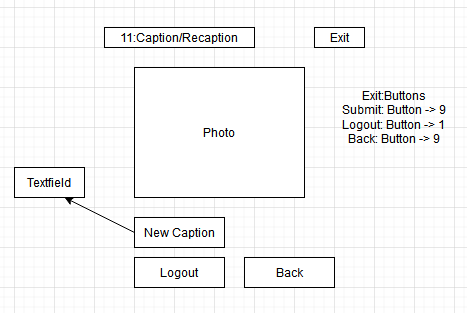 11:Caption/Recaption
Exit
Photo
Exit:Buttons
Submit: Button -> 9
Logout: Button -> 1
Back: Button -> 9
Textfield
New Caption
Logout
Back